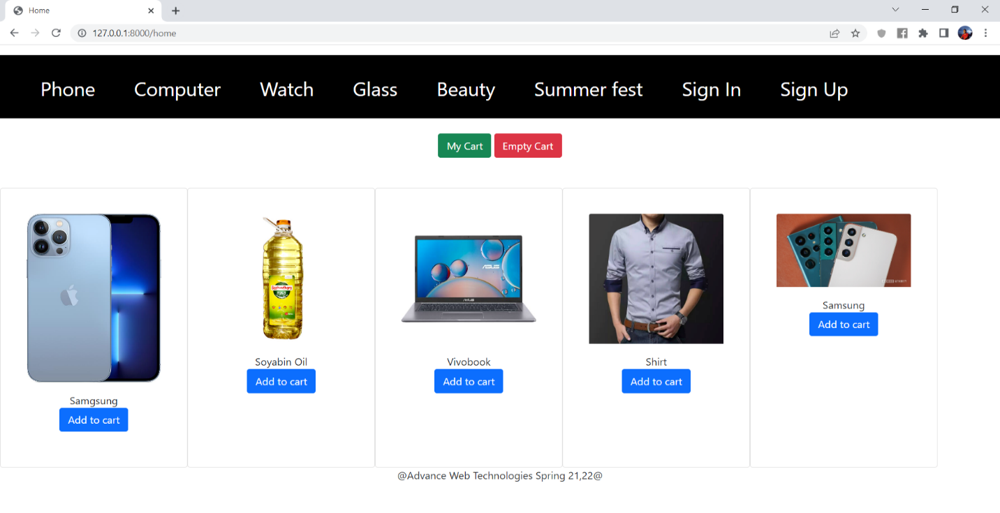 Home
127.0.0.1:8000/home
Phone Computer Watch Glass Beauty Summer fest Sign In Sign Up
My Cart Empty Cart
ASUS
ASUS
Samgsung
Add to cart
Soyabin Oil
Add to cart
Vivobook
Add to cart
Shirt
Add to cart
Samsung
Add to cart
@Advance Web Technologies Spring 21,22@